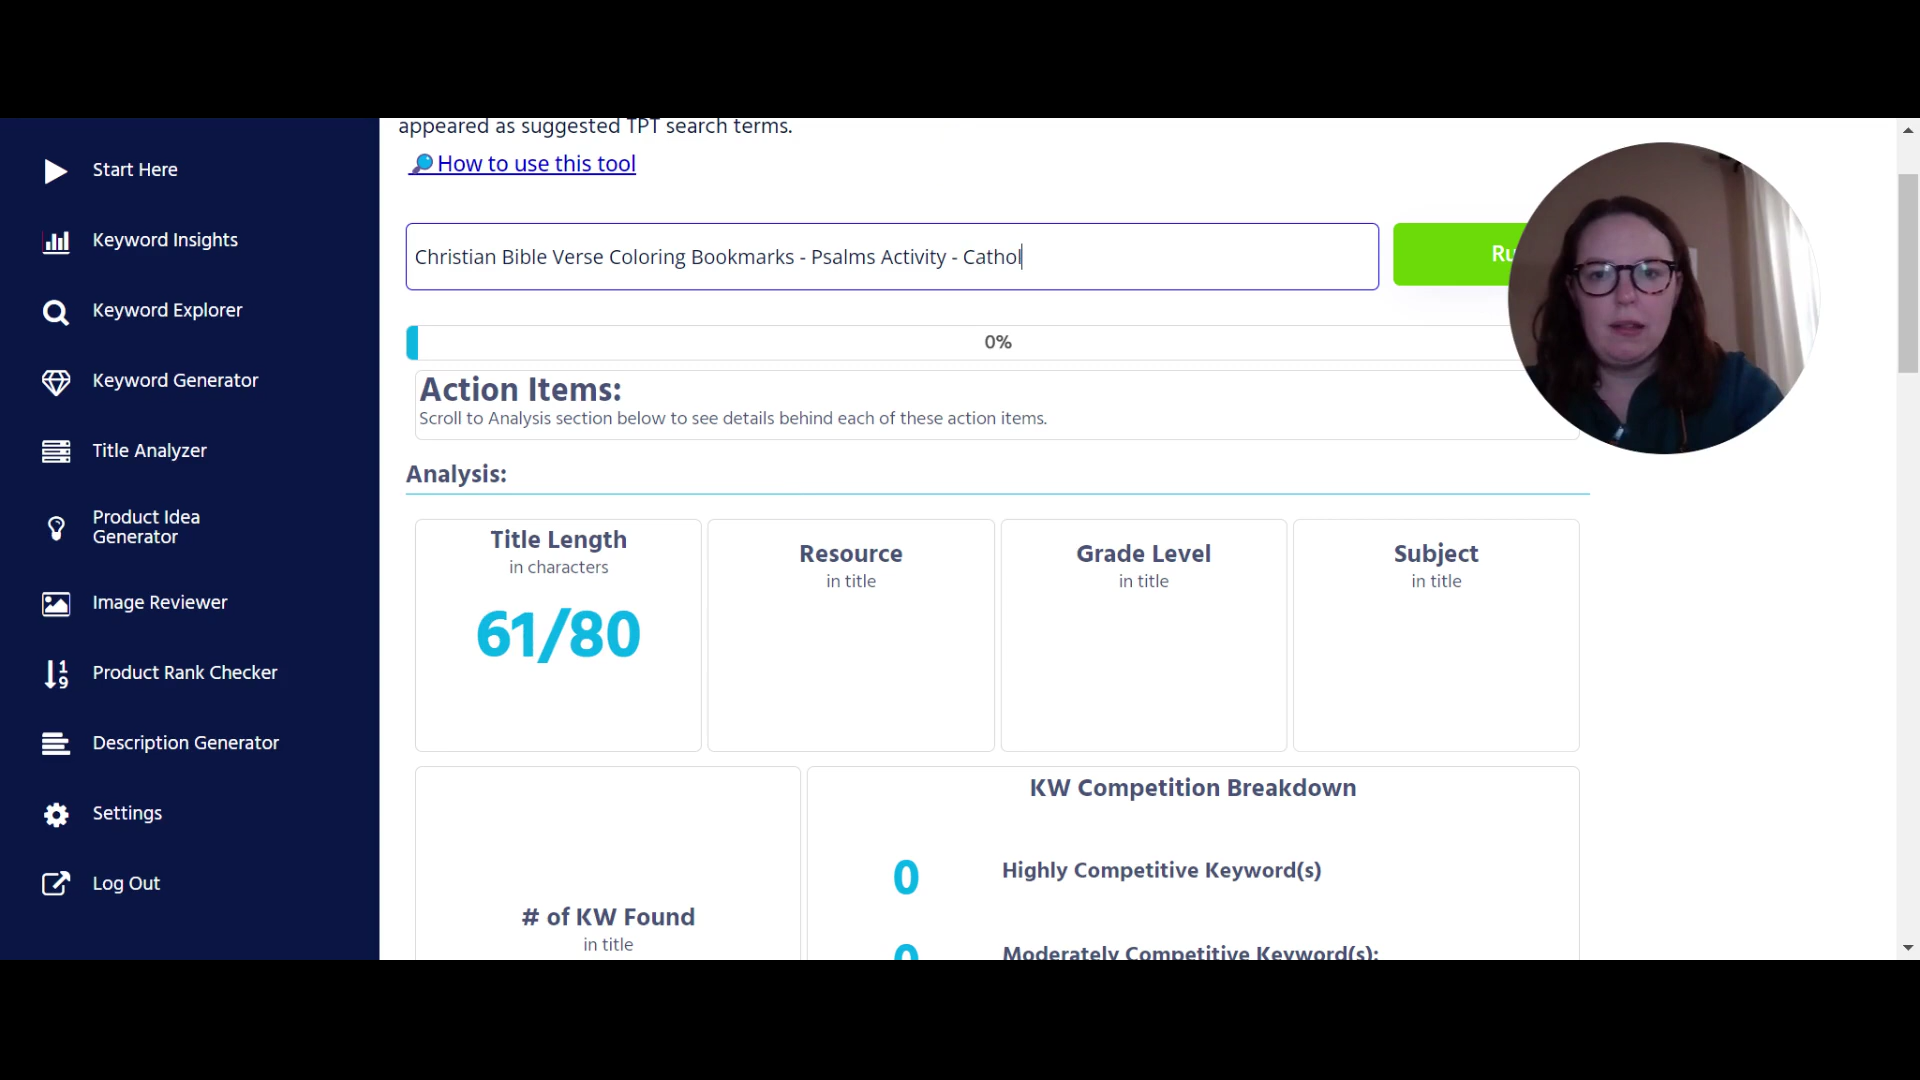 appeared as suggested TPT search terms.
How to use this tool
Start Here
Keyword Insights
Keyword Explorer
Keyword Generator
Title Analyzer
Product Idea
Generator
Image Reviewer
Product Rank Checker
Description Generator
Settings
Log Out
Christian Bible Verse Coloring Bookmarks - Psalms Activity - Cathol
Ru
0%
Action Items:
Scroll to Analysis section below to see details behind each of these action items.
Analysis:
Title Length
in characters
61/80
Resource
in title
Grade Level
in title
Subject
in title
# of KW Found
in title
KW Competition Breakdown
0 Highly Competitive Keyword(s)
0 Moderately Competitive Keyword(s):